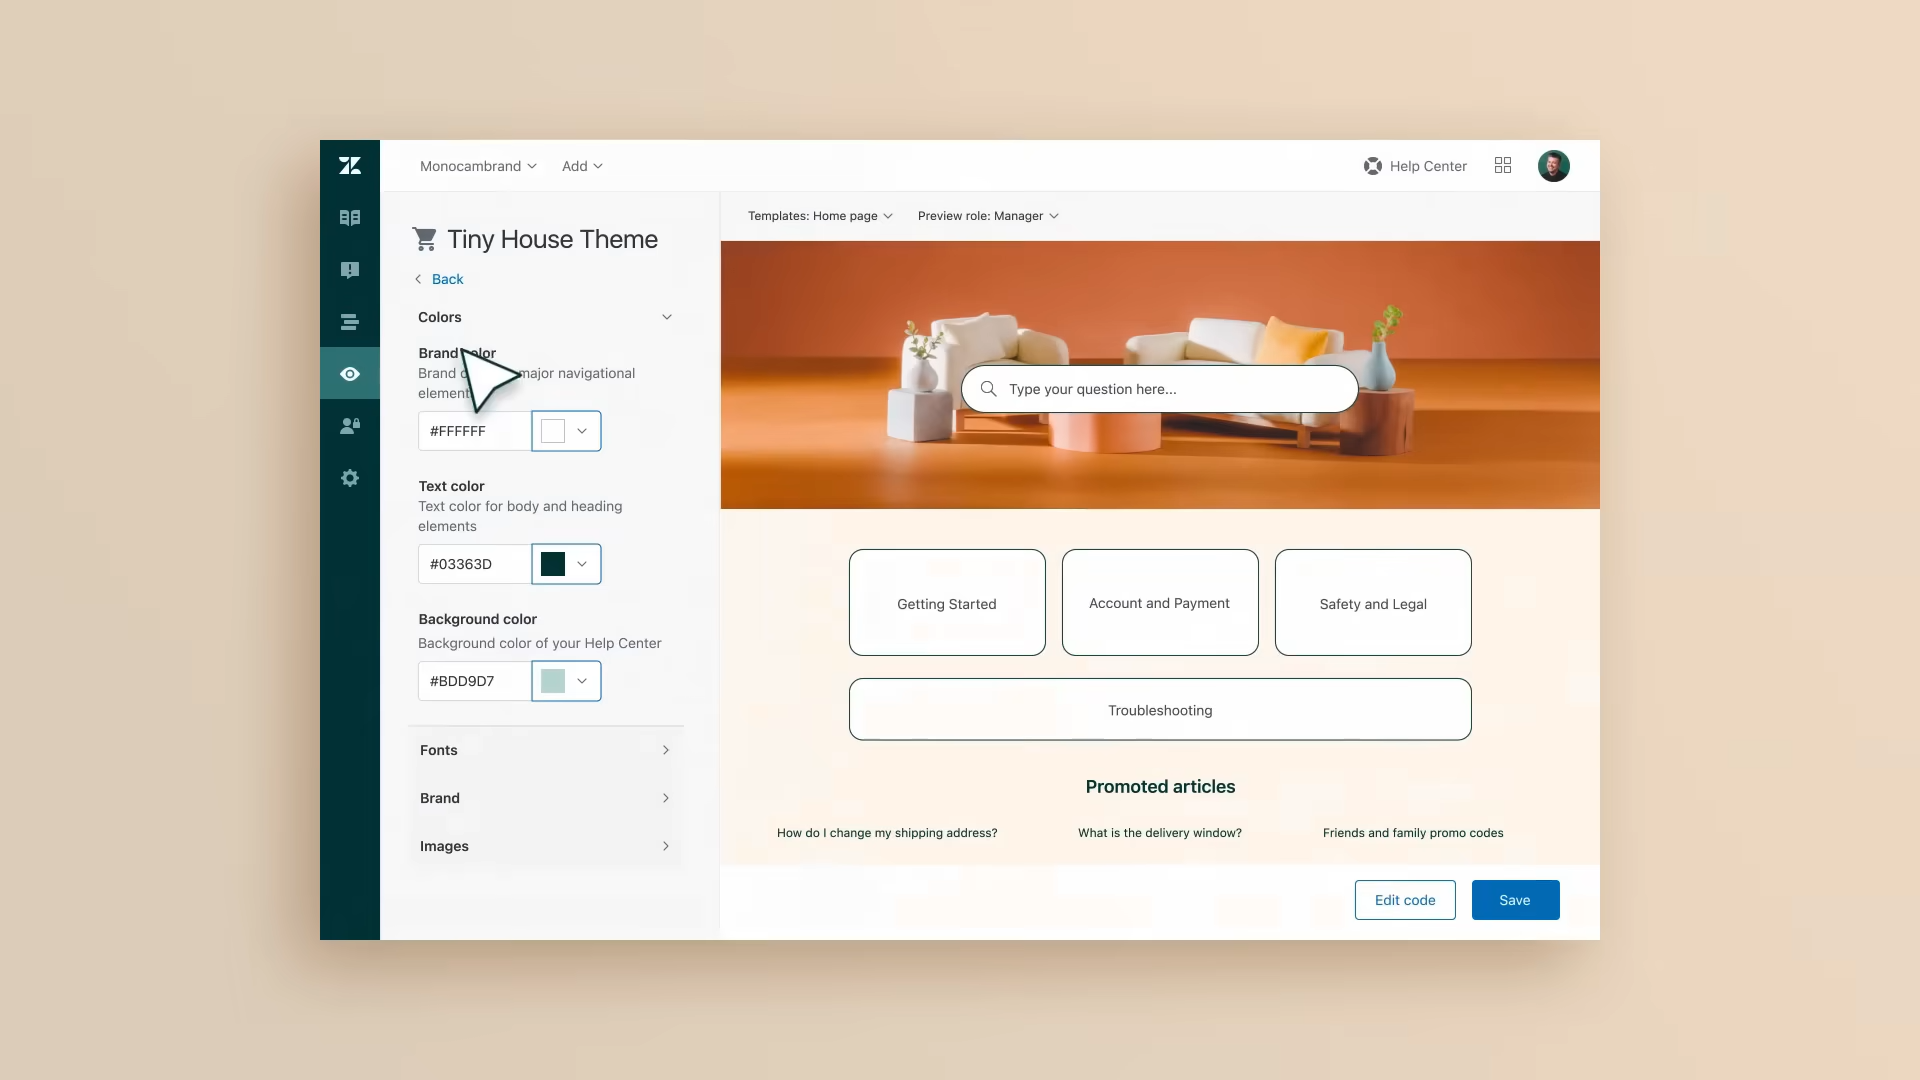 Monocambrand
Add
Help Center
Tiny House Theme
Back
Colors
Brand color
Brand major navigational
#FFFFFF
Text color
Text color for body and heading
elements
#03363D
Background color
Background color of your Help Center
#BDD9D7
Fonts
Brand
Images
Templates: Home page
Preview role: Manager
Type your question here...
Getting Started
Account and Payment
Safety and Legal
Troubleshooting
Promoted articles
How do I change my shipping address?
What is the delivery window?
Friends and family promo codes
Edit code
Save